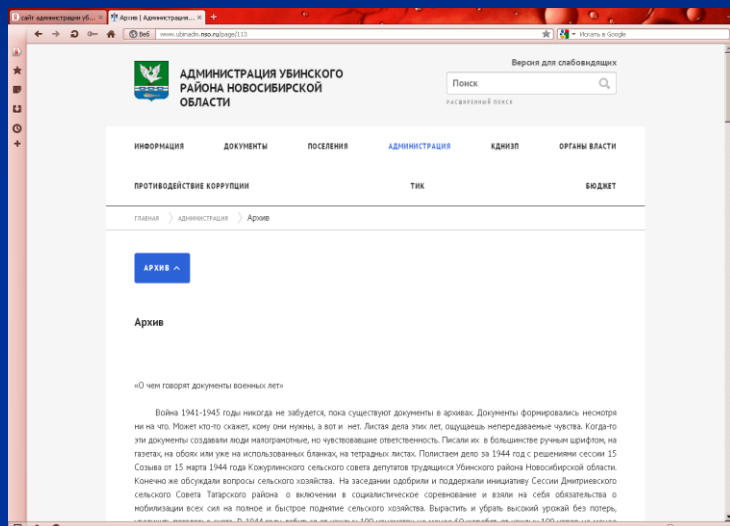 сайт администрации уб...
Архив | Администрация...
Веб
www.ubinadm.nso.ru/page/113
Искать в Google
Версия для слабовидящих
АДМИНИСТРАЦИЯ УБИНСКОГО
РАЙОНА НОВОСИБИРСКОЙ
ОБЛАСТИ
Поиск
РАСШИРЕННЫЙ ПОИСК
ИНФОРМАЦИЯ ДОКУМЕНТЫ ПОСЕЛЕНИЯ АДМИНИСТРАЦИЯ КДНИЗП ОРГАНЫ ВЛАСТИ
ПРОТИВОДЕЙСТВИЕ КОРРУПЦИИ ТИК БЮДЖЕТ
ГЛАВНАЯ АДМИНИСТРАЦИЯ Архив
АРХИВ
Архив
«О чем говорят документы военных лет»
Война 1941-1945 годы никогда не забудется, пока существуют документы в архивах. Документы формировались несмотря
ни на что. Может кто-то скажет, кому они нужны, а вот и нет. Листая дела этих лет, ощущаешь непередаваемые чувства. Когда-то
эти документы создавали люди малограмотные, но чувствовавшие ответственность. Писали их в большинстве ручным шрифтом, на
газетах, на обоях или уже на использованных бланках, на тетрадных листах. Полистаем дело за 1944 год с решениями сессии 15
Созыва от 15 марта 1944 года Кожурлинского сельского совета депутатов трудящихся Убинского района Новосибирской области.
Конечно же обсуждали вопросы сельского хозяйства. На заседании одобрили и поддержали инициативу Сессии Дмитриевского
сельского Совета Татарского района о включении в социалистическое соревнование и взяли на себя обязательства о
мобилизации всех сил на полное и быстрое поднятие сельского хозяйства. Вырастить и убрать высокий урожай без потерь,